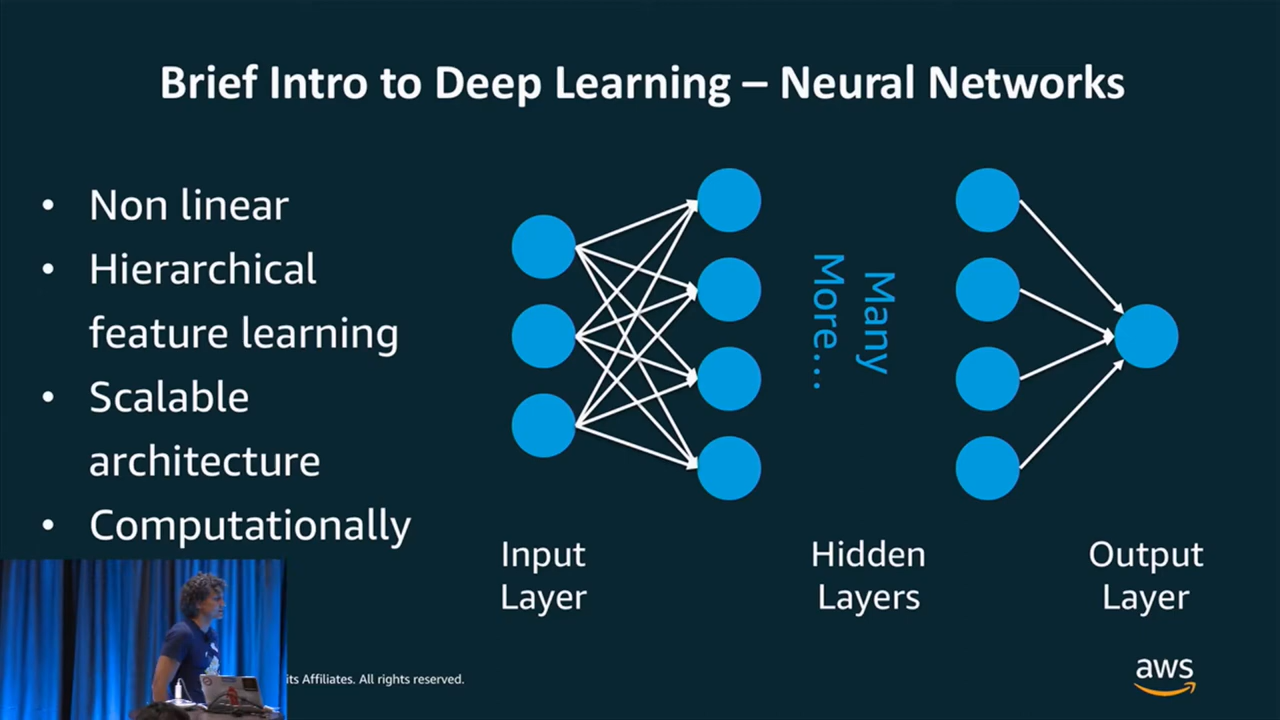 Brief Intro to Deep Learning – Neural Networks
• Non linear
• Hierarchical
feature learning
• Scalable
architecture
• Computationally
Many
More...
Input
Layer
Hidden
Layers
Output
Layer
its Affiliates. All rights reserved.
aws